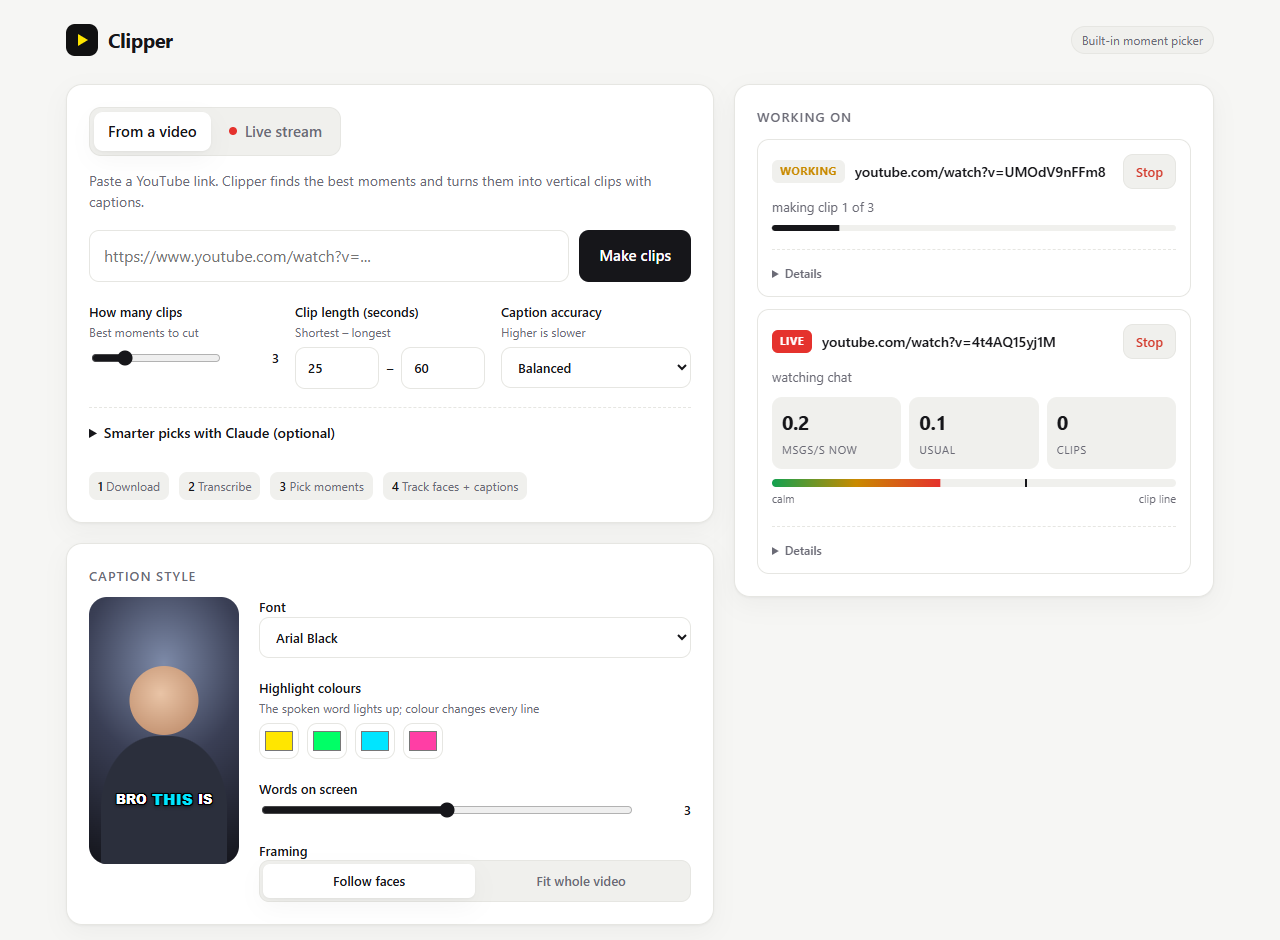 Clipper
Built-in moment picker
From a video
Live stream
Paste a YouTube link. Clipper finds the best moments and turns them into vertical clips with
captions.
https://www.youtube.com/watch?v=...
Make clips
How many clips
Best moments to cut
3
Clip length (seconds)
Shortest – longest
25 – 60
Caption accuracy
Higher is slower
Balanced
Smarter picks with Claude (optional)
1 Download
2 Transcribe
3 Pick moments
4 Track faces + captions
CAPTION STYLE
BRO THIS IS
Font
Arial Black
Highlight colours
The spoken word lights up; colour changes every line
Words on screen
3
Framing
Follow faces
Fit whole video
WORKING ON
WORKING youtube.com/watch?v=UMOdV9nFFm8 Stop
making clip 1 of 3
Details
LIVE youtube.com/watch?v=4t4AQ15yj1M Stop
watching chat
0.2
MSGS/S NOW
0.1
USUAL
0
CLIPS
calm
clip line
Details